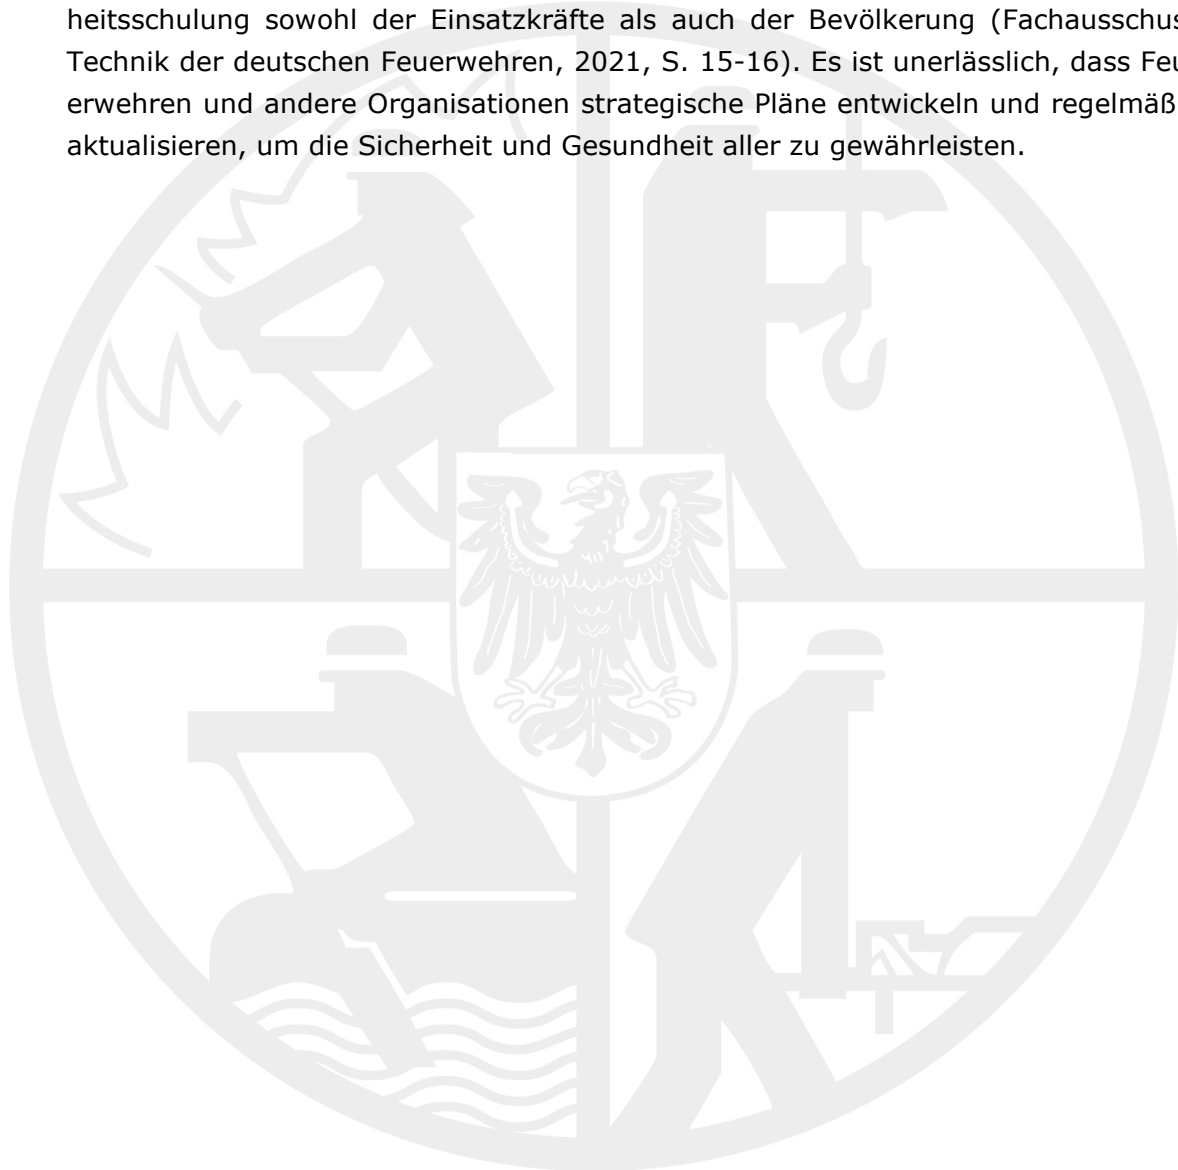 heitsschulung sowohl der Einsatzkräfte als auch der Bevölkerung (Fachausschus
Technik der deutschen Feuerwehren, 2021, S. 15-16). Es ist unerlässlich, dass Feu
erwehren und andere Organisationen strategische Pläne entwickeln und regelmäß
aktualisieren, um die Sicherheit und Gesundheit aller zu gewährleisten.